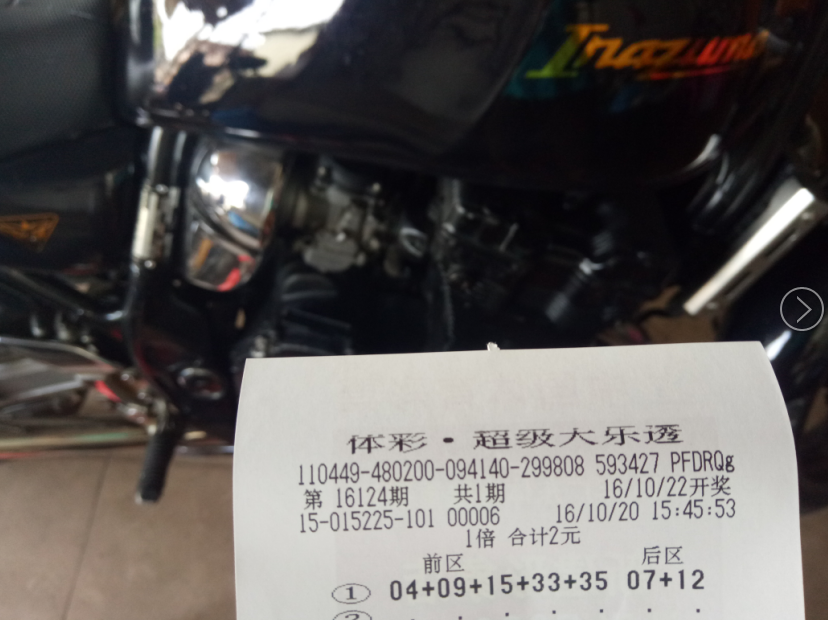 Inazuma
体彩·超级大乐透
110449-480200-094140-299808 593427 PFDRQg
第 16124期 共1期 16/10/22开奖
15-015225-101 00006 16/10/20 15:45:53
1倍 合计2元
前区 后区
① 04+09+15+33+35 07+12